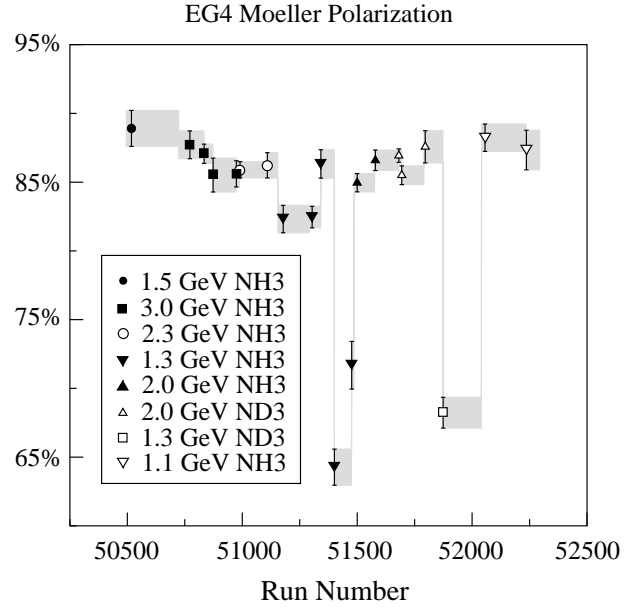 EG4 Moeller Polarization
95%
85%
75%
65%
1.5 GeV NH3
3.0 GeV NH3
2.3 GeV NH3
1.3 GeV NH3
2.0 GeV NH3
2.0 GeV ND3
1.3 GeV ND3
1.1 GeV NH3
50500 51000 51500 52000 52500
Run Number